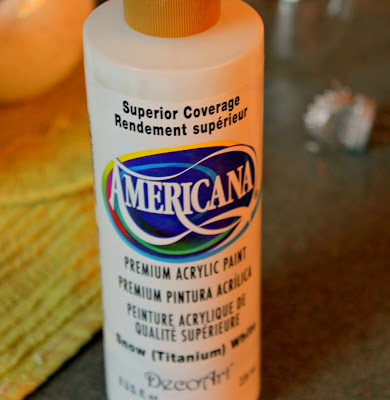 Superior Coverage
Rendement supérieur
AMERICANA
PREMIUM ACRYLIC PAINT
PREMIUM PINTURA ACRÍLICA
PEINTURE ACRYLIQUE DE
QUALITÉ SUPÉRIEURE
Snow (Titanium) White
DecoArt